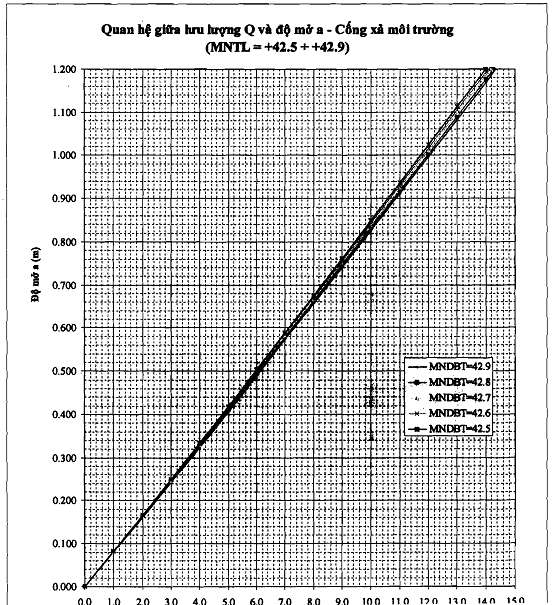 Quan hệ giữa lưu lượng Q và độ mở a - Cống xả môi trường
(MNTL = +42.5 ÷ +42.9)
1.200
1.100
1.000
0.900
0.800
0.700
0.600
0.500
0.400
0.300
0.200
0.100
0.000
Độ mở a (m)
MNDBT=42.9
MNDBT=42.8
MNDBT=42.7
MNDBT=42.6
MNDBT=42.5
0.0 1.0 2.0 3.0 4.0 5.0 6.0 7.0 8.0 9.0 10.0 11.0 12.0 13.0 14.0 15.0